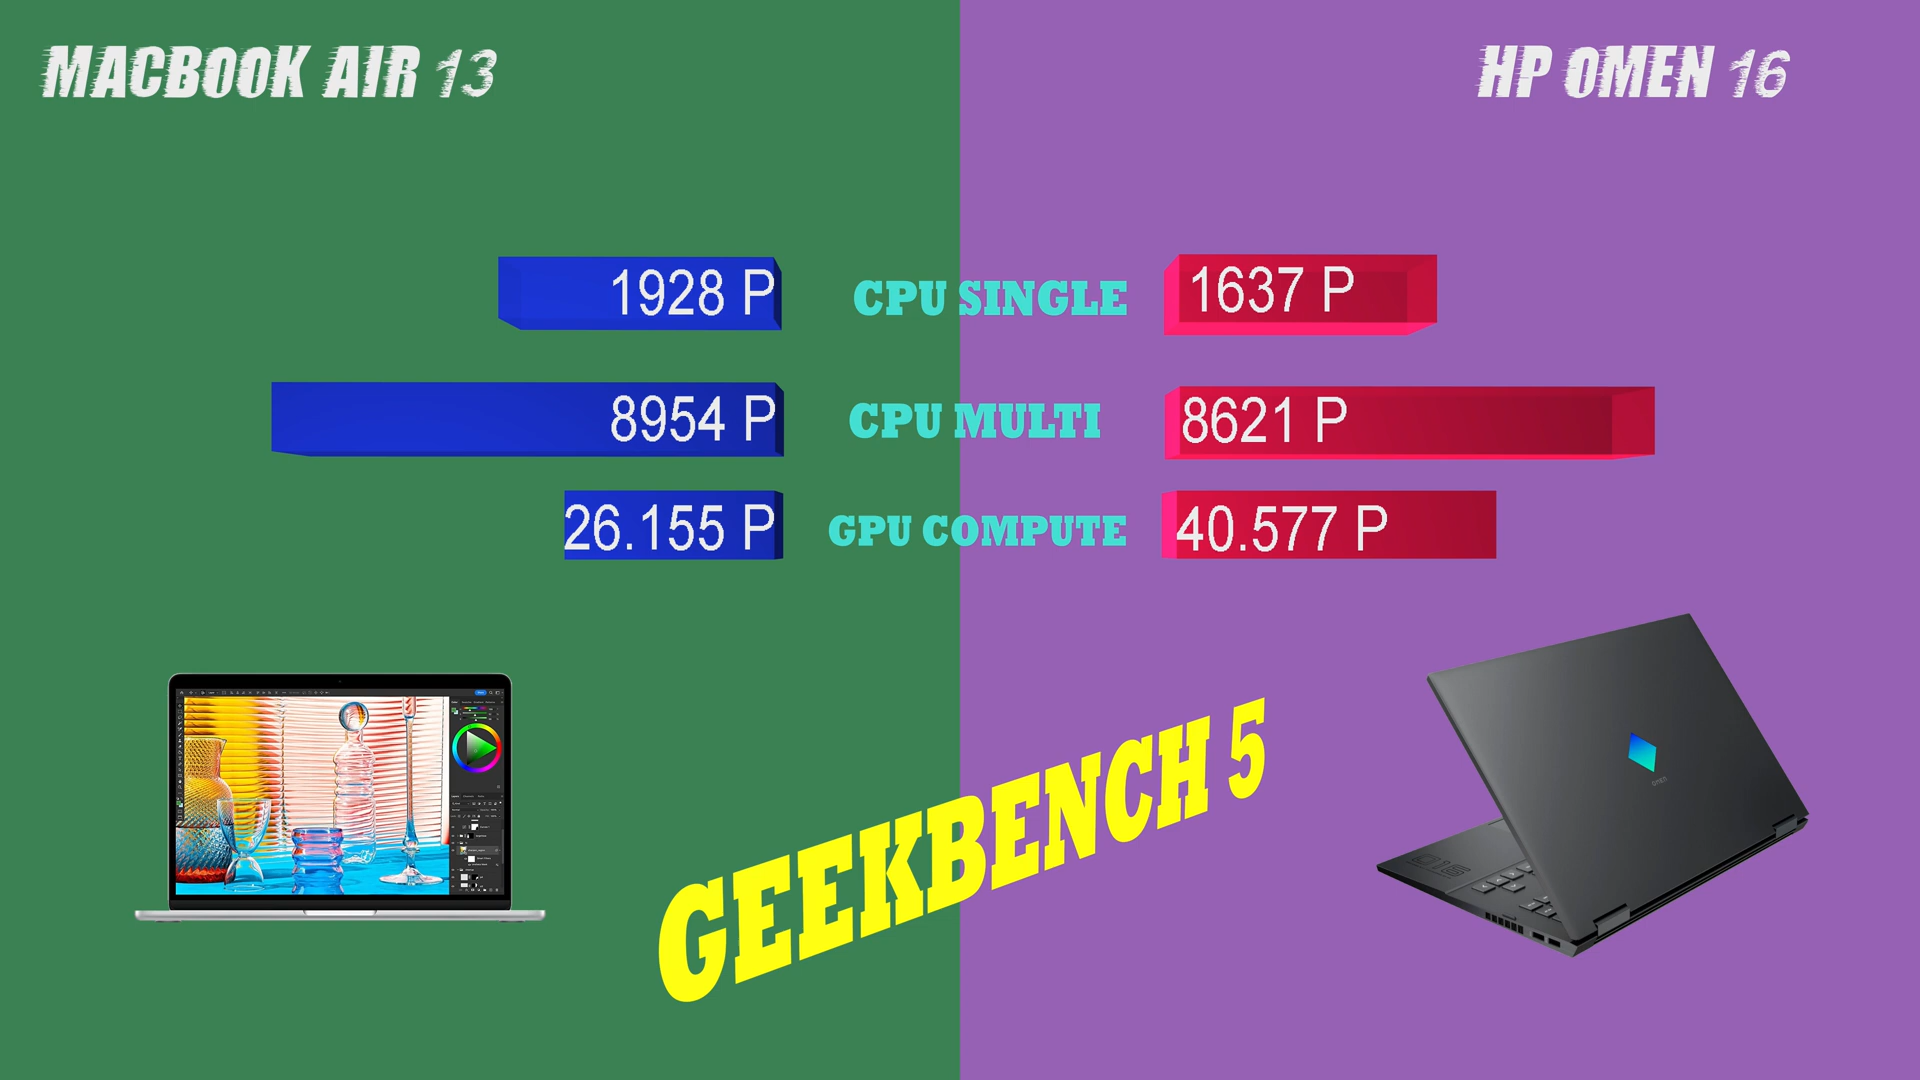 MACBOOK AIR 13
HP OMEN 16
1928 P
CPU SINGLE
1637 P
8954 P
CPU MULTI
8621 P
26.155 P
GPU COMPUTE
40.577 P
GEEKBENCH 5